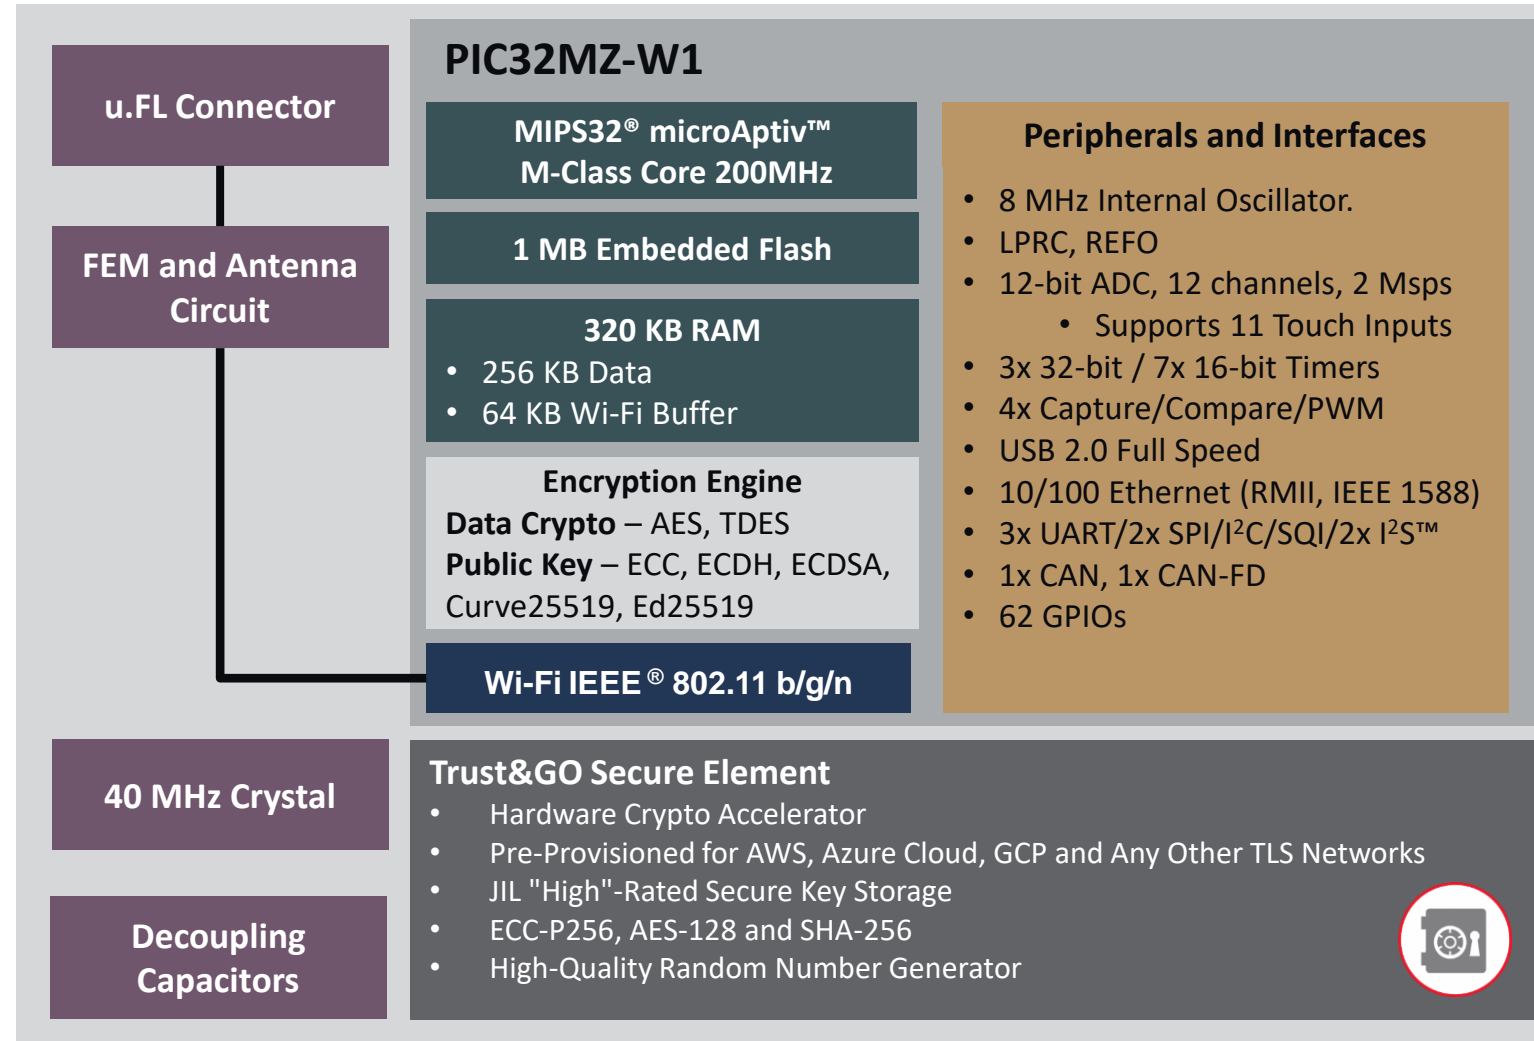 u.FL Connector
FEM and Antenna
Circuit
40 MHz Crystal
Decoupling
Capacitors
PIC32MZ-W1
MIPS32® microAptiv™
M-Class Core 200MHz
1 MB Embedded Flash
320 KB RAM
• 256 KB Data
• 64 KB Wi-Fi Buffer
Encryption Engine
Data Crypto – AES, TDES
Public Key – ECC, ECDH, ECDSA,
Curve25519, Ed25519
Wi-Fi IEEE® 802.11 b/g/n
Peripherals and Interfaces
• 8 MHz Internal Oscillator.
• LPRC, REFO
• 12-bit ADC, 12 channels, 2 Msps
• Supports 11 Touch Inputs
• 3x 32-bit / 7x 16-bit Timers
• 4x Capture/Compare/PWM
• USB 2.0 Full Speed
• 10/100 Ethernet (RMII, IEEE 1588)
• 3x UART/2x SPI/I²C/SQI/2x I²S™
• 1x CAN, 1x CAN-FD
• 62 GPIOs
Trust&GO Secure Element
• Hardware Crypto Accelerator
• Pre-Provisioned for AWS, Azure Cloud, GCP and Any Other TLS Networks
• JIL "High"-Rated Secure Key Storage
• ECC-P256, AES-128 and SHA-256
• High-Quality Random Number Generator